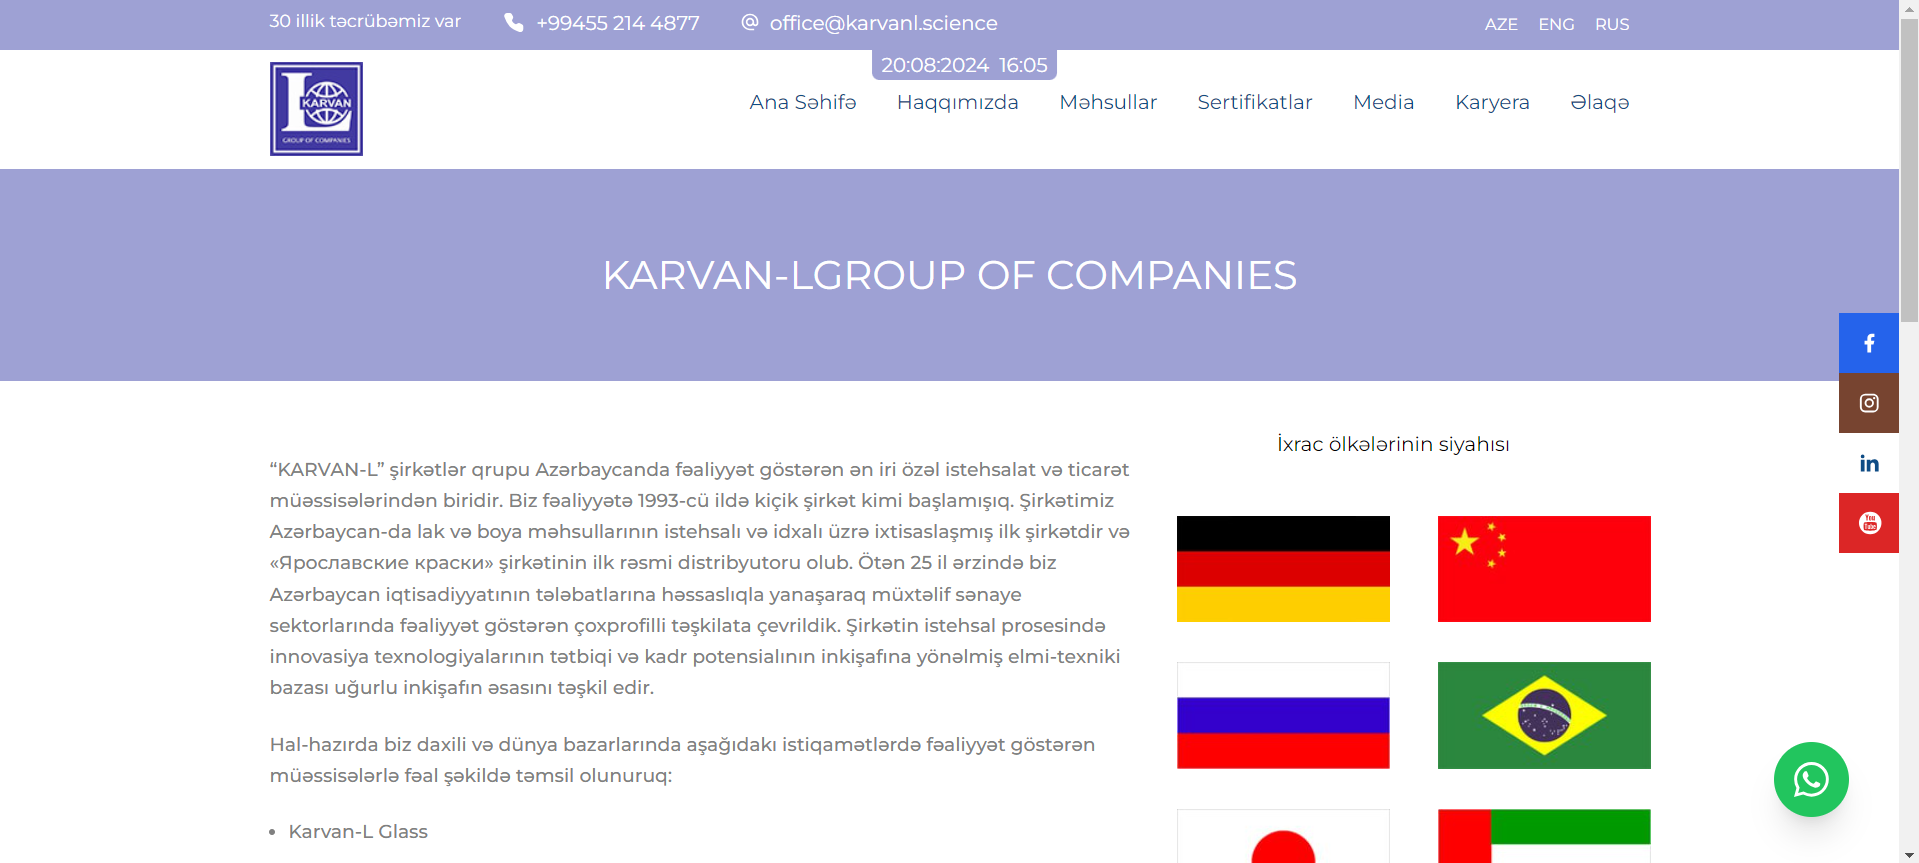 30 illik təcrübəmiz var
+99455 214 4877
office@karvanl.science
AZE ENG RUS
20:08:2024 16:05
L KARVAN
GROUP OF COMPANIES
Ana Səhifə Haqqımızda Məhsullar Sertifikatlar Media Karyera Əlaqə
KARVAN-LGROUP OF COMPANIES
İxrac ölkələrinin siyahısı
“KARVAN-L” şirkətlər qrupu Azərbaycanda fəaliyyət göstərən ən iri özəl istehsalat və ticarət
müəssisələrindən biridir. Biz fəaliyyətə 1993-cü ildə kiçik şirkət kimi başlamışıq. Şirkətimiz
Azərbaycan-da lak və boya məhsullarının istehsalı və idxalı üzrə ixtisaslaşmış ilk şirkətdir və
«Ярославские краски» şirkətinin ilk rəsmi distribyutoru olub. Ötən 25 il ərzində biz
Azərbaycan iqtisadiyyatının tələbatlarına həssaslıqla yanaşaraq müxtəlif sənaye
sektorlarında fəaliyyət göstərən çoxprofilli təşkilata çevrildik. Şirkətin istehsal prosesində
innovasiya texnologiyalarının tətbiqi və kadr potensialının inkişafına yönəlmiş elmi-texniki
bazası uğurlu inkişafın əsasını təşkil edir.
Hal-hazırda biz daxili və dünya bazarlarında aşağıdakı istiqamətlərdə fəaliyyət göstərən
müəssisələrlə fəal şəkildə təmsil olunuruq:
• Karvan-L Glass
You
Tube